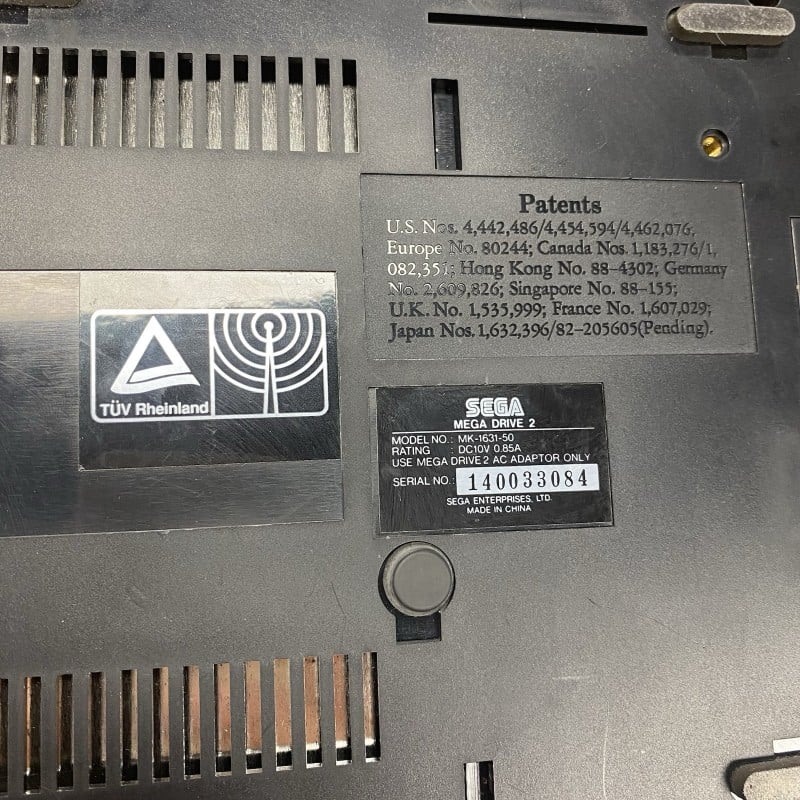 Patents
U.S. Nos. 4,442,486/4,454,594/4,462,076,
Europe No. 80244; Canada Nos. 1,183,276/1,
082,351; Hong Kong No. 88-4302; Germany
No. 2,609,826; Singapore No. 88-155;
U.K. No. 1,535,999; France No. 1,607,029;
Japan Nos. 1,632,396/82-205605(Pending).
TÜV Rheinland
SEGA
MEGA DRIVE 2
MODEL NO.: MK-1631-50
RATING : DC10V 0.85A
USE MEGA DRIVE 2 AC ADAPTOR ONLY
SERIAL NO.: 140033084
SEGA ENTERPRISES, LTD.
MADE IN CHINA